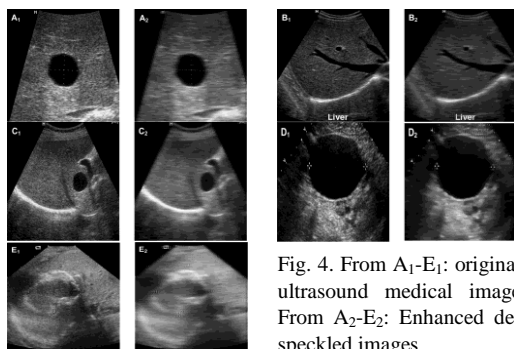 A1
A2
B1
B2
Liver
Liver
C1
C2
D1
D2
E1
E2
Fig. 4. From A1-E1: origina
ultrasound medical image
From A2-E2: Enhanced de
speckled images